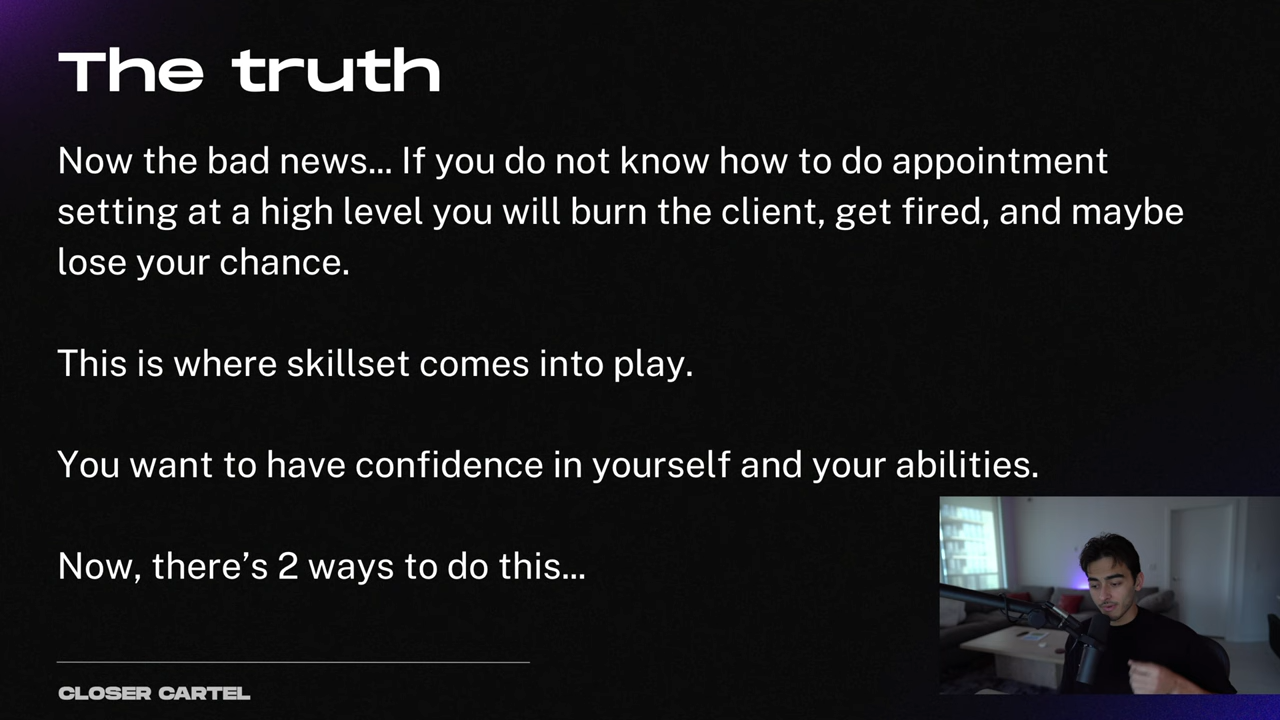 The truth
Now the bad news... If you do not know how to do appointment
setting at a high level you will burn the client, get fired, and maybe
lose your chance.
This is where skillset comes into play.
You want to have confidence in yourself and your abilities.
Now, there’s 2 ways to do this...
CLOSER CARTEL